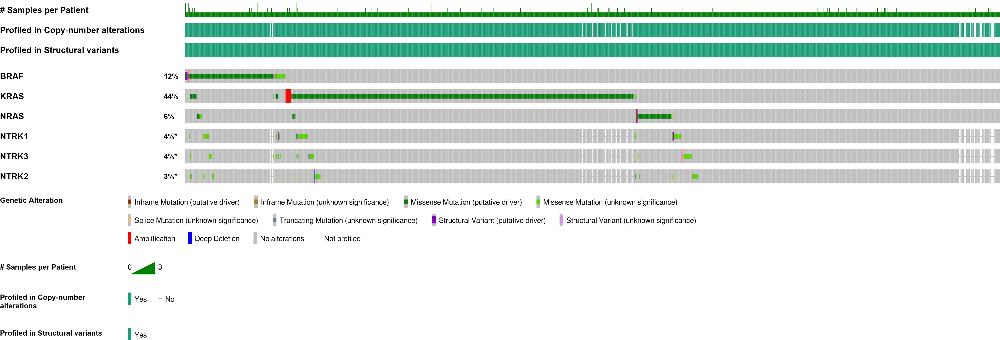 # Samples per Patient
Profiled in Copy-number alterations
Profiled in Structural variants
BRAF 12%
KRAS 44%
NRAS 6%
NTRK1 4%*
NTRK3 4%*
NTRK2 3%*
Genetic Alteration
Inframe Mutation (putative driver) Inframe Mutation (unknown significance) Missense Mutation (putative driver) Missense Mutation (unknown significance)
Splice Mutation (unknown significance) Truncating Mutation (unknown significance) Structural Variant (putative driver) Structural Variant (unknown significance)
Amplification Deep Deletion No alterations Not profiled
# Samples per Patient 0 3
Profiled in Copy-number
alterations
Yes No
Profiled in Structural variants Yes